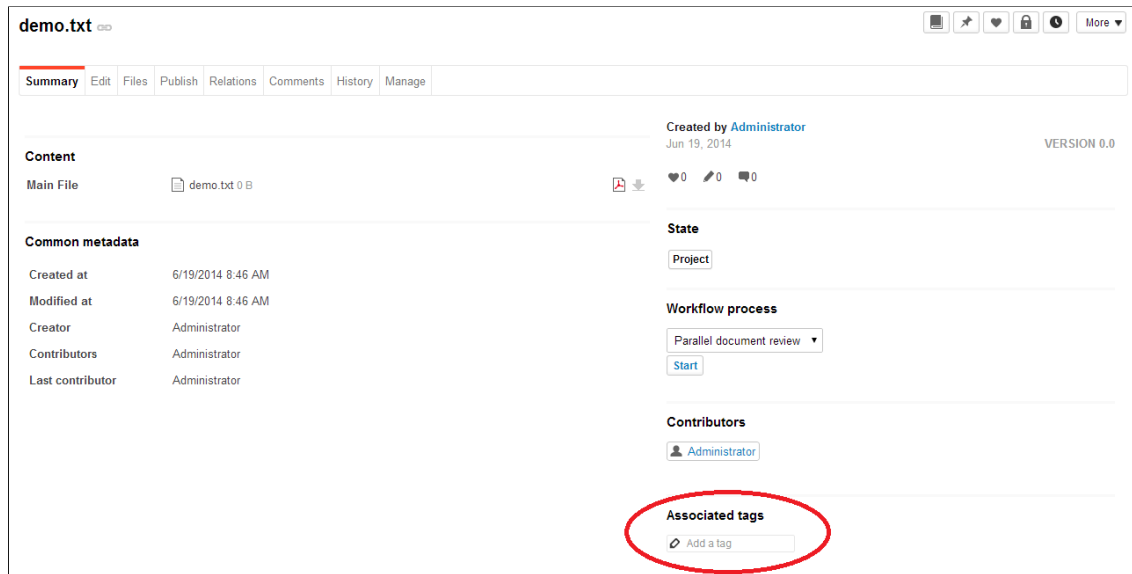 demo.txt
More ▼
Summary Edit Files Publish Relations Comments History Manage
Content
Main File demo.txt 0 B
Common metadata
Created at 6/19/2014 8:46 AM
Modified at 6/19/2014 8:46 AM
Creator Administrator
Contributors Administrator
Last contributor Administrator
Created by Administrator
Jun 19, 2014 VERSION 0.0
0 0 0
State
Project
Workflow process
Parallel document review ▼
Start
Contributors
Administrator
Associated tags
Add a tag